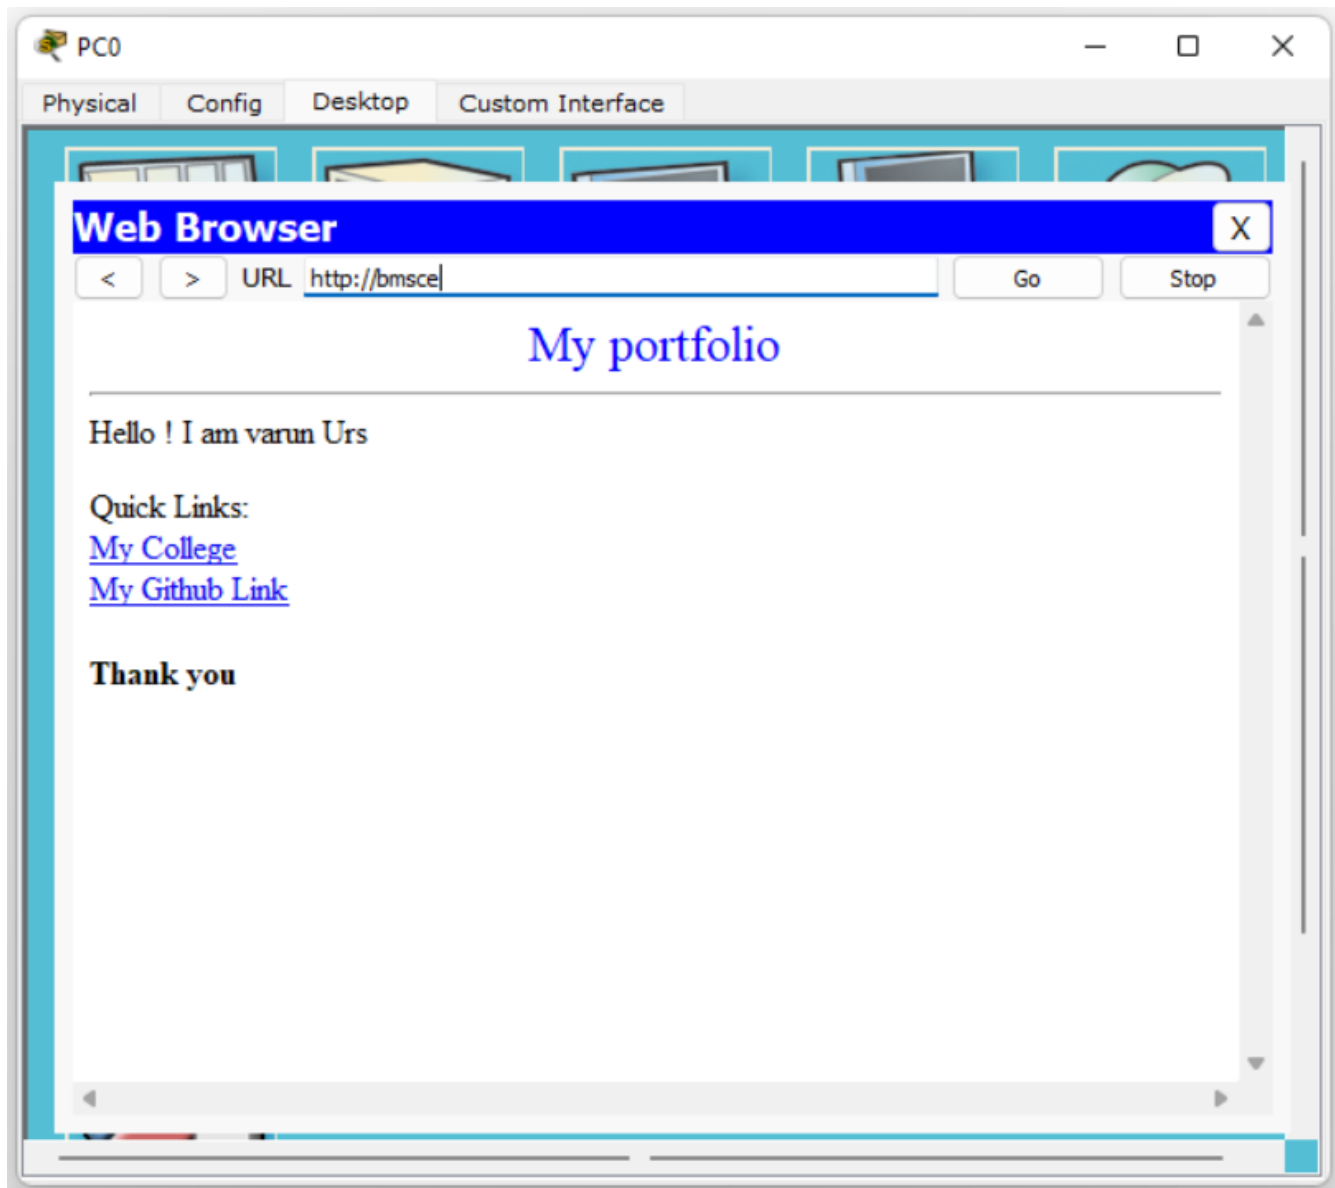 PC0
Physical Config Desktop Custom Interface
Web Browser X
< > URL http://bmsce Go Stop
My portfolio
Hello ! I am varun Urs
Quick Links:
My College
My Github Link
Thank you